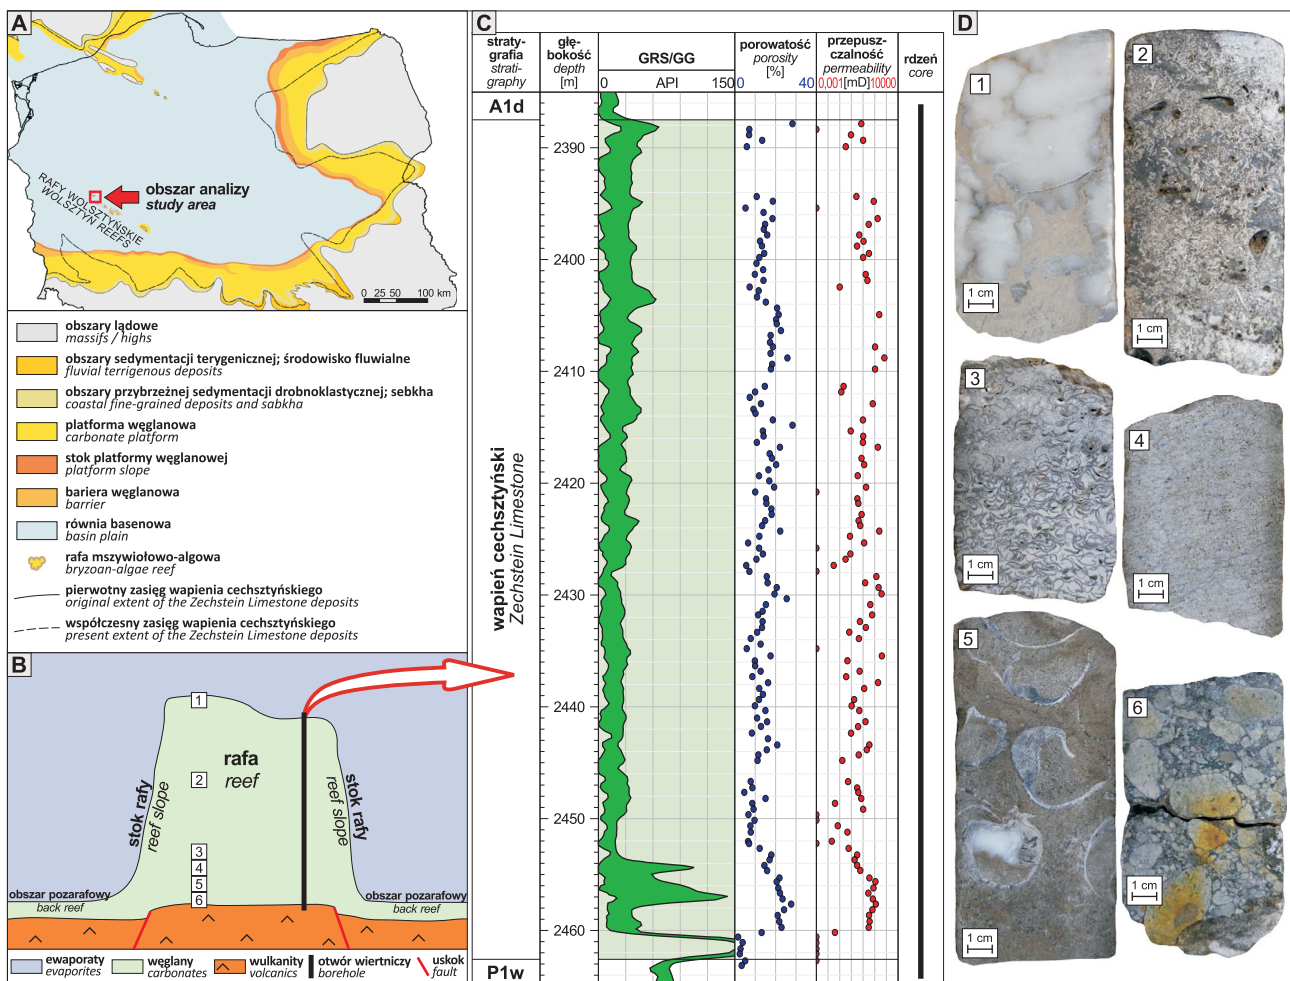 A
RAFY WOLSZTYŃSKIE
WOLSZTYN REEFS
obszar analizy
study area
0 25 50 100 km
obszary lądowe
massifs / highs
obszary sedymentacji terygenicznej; środowisko fluwialne
fluvial terrigenous deposits
obszary przybrzeżnej sedymentacji drobnoklastycznej; sebkha
coastal fine-grained deposits and sabkha
platforma węglanowa
carbonate platform
stok platformy węglanowej
platform slope
bariera węglanowa
barrier
równia basenowa
basin plain
rafa mszywiołowo-algowa
bryzoan-algae reef
pierwotny zasięg wapienia cechsztyńskiego
original extent of the Zechstein Limestone deposits
współczesny zasięg wapienia cechsztyńskiego
present extent of the Zechstein Limestone deposits
B
1
rafa
reef
2
stok rafy
reef slope
reef slope
stok rafy
3
4
5
6
obszar pozarafowy
back reef
obszar pozarafowy
back reef
ewaporaty
evaporites
węglany
carbonates
wulkanity
volcanics
otwór wiertniczy
borehole
uskok
fault
C
straty-
grafia
strati-
graphy
głę-
bokość
depth
[m]
GRS/GG
0 API 150
porowatość
porosity
[%]
0 40
przepusz-
czalność
permeability
0,001[mD]10000
rdzeń
core
A1d
wapień cechsztyński
Zechstein Limestone
P1w
2390
2400
2410
2420
2430
2440
2450
2460
D
1
1 cm
2
1 cm
3
1 cm
4
1 cm
5
1 cm
6
1 cm